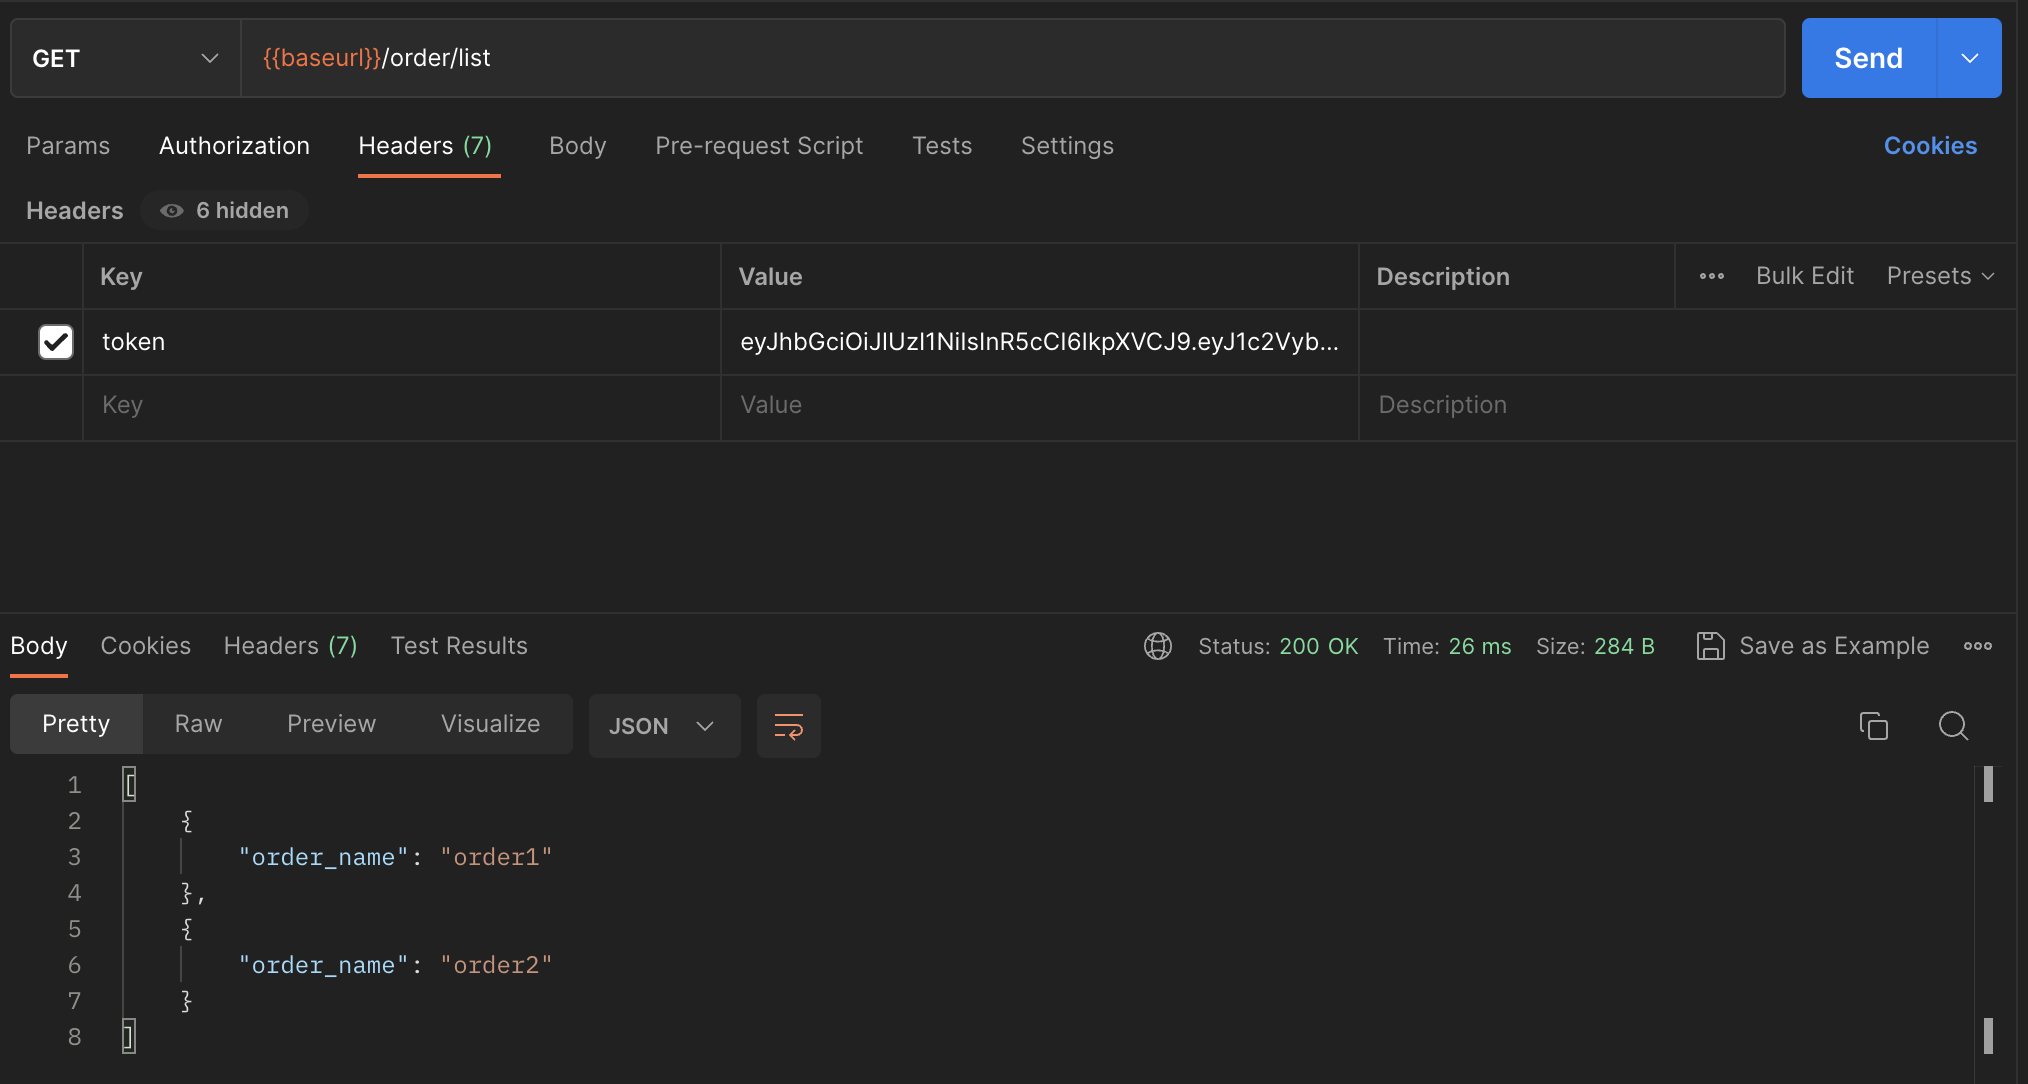 GET {{baseurl}}/order/list Send
Params Authorization Headers (7) Body Pre-request Script Tests Settings Cookies
Headers 6 hidden
Key Value Description Bulk Edit Presets
token eyJhbGciOiJIUzI1NiIsInR5cCI6IkpXVCJ9.eyJ1c2Vyb...
Key Value Description
Body Cookies Headers (7) Test Results Status: 200 OK Time: 26 ms Size: 284 B Save as Example
Pretty Raw Preview Visualize JSON
1 [
2 {
3 "order_name": "order1"
4 },
5 {
6 "order_name": "order2"
7 }
8 ]